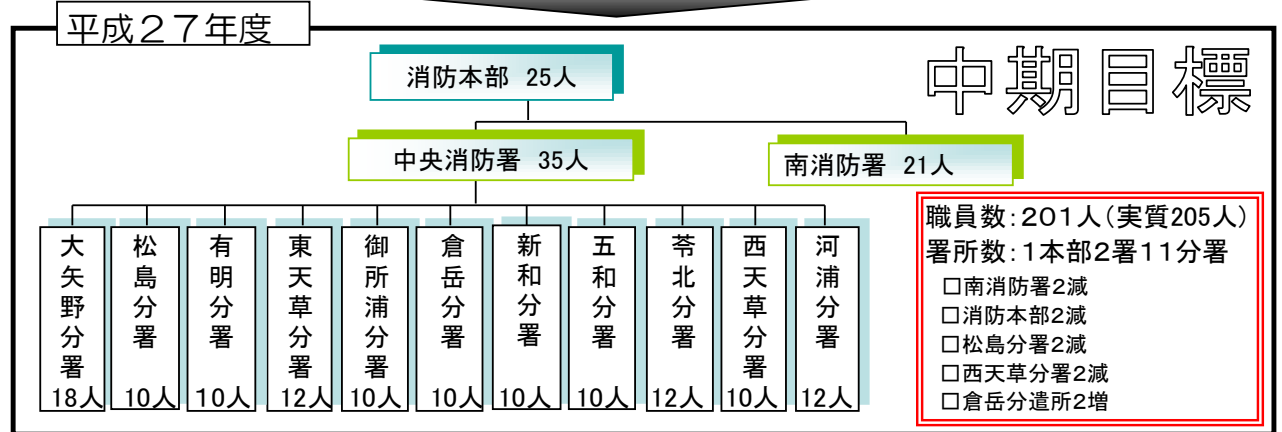 平成２７年度
中期目標
消防本部 25人
中央消防署 35人
南消防署 21人
大矢野分署
18人
松島分署
10人
有明分署
10人
東天草分署
12人
御所浦分署
10人
倉岳分署
10人
新和分署
10人
五和分署
10人
苓北分署
12人
西天草分署
10人
河浦分署
12人
職員数：２０１人（実質205人）
署所数：１本部２署１１分署
□南消防署２減
□消防本部２減
□松島分署２減
□西天草分署２減
□倉岳分遣所２増